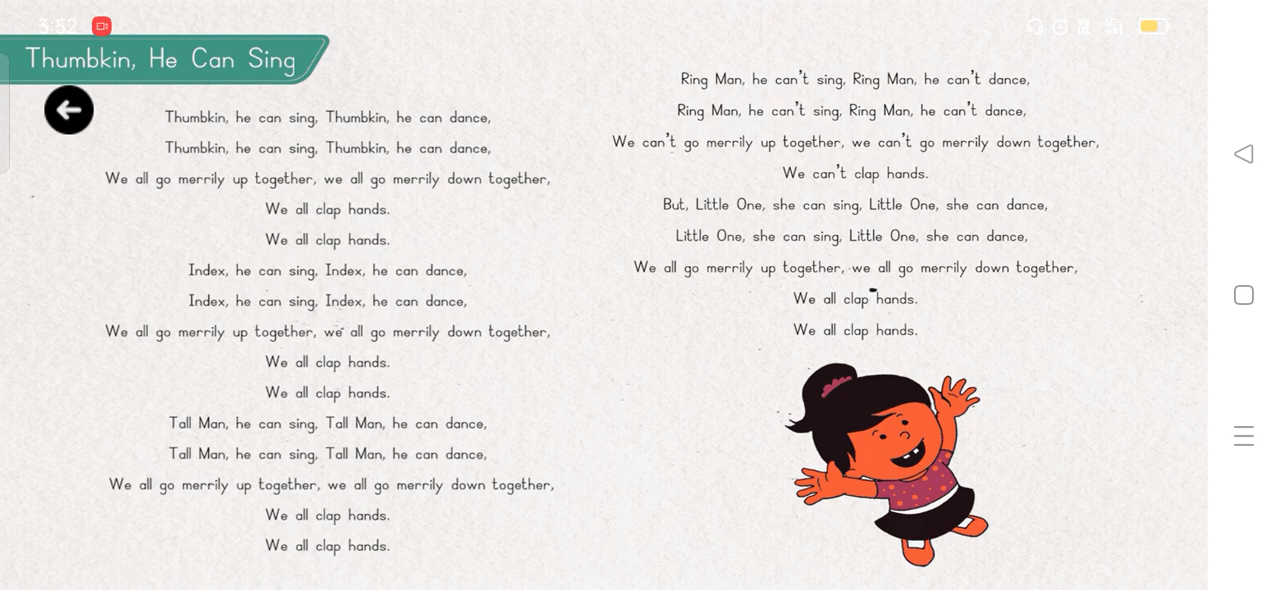 3:52
Thumbkin, He Can Sing
Thumbkin, he can sing, Thumbkin, he can dance,
Thumbkin, he can sing, Thumbkin, he can dance,
We all go merrily up together, we all go merrily down together,
We all clap hands.
We all clap hands.
Index, he can sing, Index, he can dance,
Index, he can sing, Index, he can dance,
We all go merrily up together, we all go merrily down together,
We all clap hands.
We all clap hands.
Tall Man, he can sing, Tall Man, he can dance,
Tall Man, he can sing, Tall Man, he can dance,
We all go merrily up together, we all go merrily down together,
We all clap hands.
We all clap hands.
Ring Man, he can't sing, Ring Man, he can't dance,
Ring Man, he can't sing, Ring Man, he can't dance,
We can't go merrily up together, we can't go merrily down together,
We can't clap hands.
But, Little One, she can sing, Little One, she can dance,
Little One, she can sing, Little One, she can dance,
We all go merrily up together, we all go merrily down together,
We all clap hands.
We all clap hands.